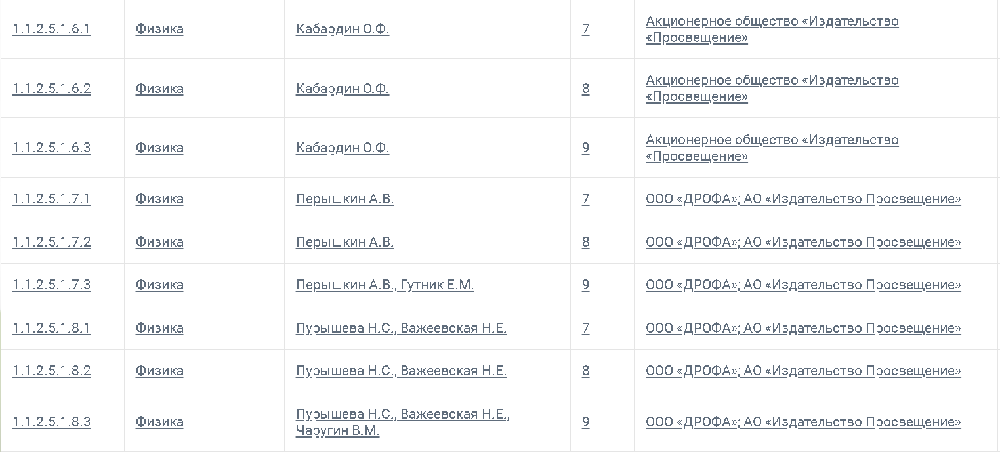 1.1.2.5.1.6.1 Физика Кабардин О.Ф. 7 Акционерное общество «Издательство
«Просвещение»
1.1.2.5.1.6.2 Физика Кабардин О.Ф. 8 Акционерное общество «Издательство
«Просвещение»
1.1.2.5.1.6.3 Физика Кабардин О.Ф. 9 Акционерное общество «Издательство
«Просвещение»
1.1.2.5.1.7.1 Физика Перышкин А.В. 7 ООО «ДРОФА»; АО «Издательство Просвещение»
1.1.2.5.1.7.2 Физика Перышкин А.В. 8 ООО «ДРОФА»; АО «Издательство Просвещение»
1.1.2.5.1.7.3 Физика Перышкин А.В., Гутник Е.М. 9 ООО «ДРОФА»; АО «Издательство Просвещение»
1.1.2.5.1.8.1 Физика Пурышева Н.С., Важеевская Н.Е. 7 ООО «ДРОФА»; АО «Издательство Просвещение»
1.1.2.5.1.8.2 Физика Пурышева Н.С., Важеевская Н.Е. 8 ООО «ДРОФА»; АО «Издательство Просвещение»
1.1.2.5.1.8.3 Физика Пурышева Н.С., Важеевская Н.Е.,
Чаругин В.М. 9 ООО «ДРОФА»; АО «Издательство Просвещение»